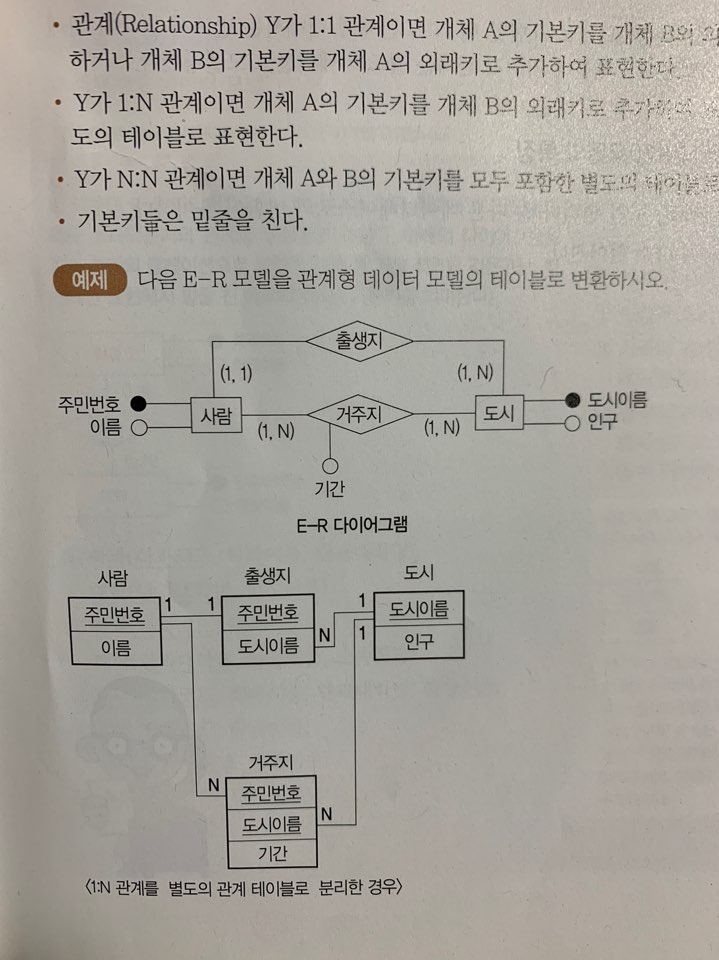 • 관계(Relationship) Y가 1:1 관계이면 개체 A의 기본키를 개체 B의
하거나 개체 B의 기본키를 개체 A의 외래키로 추가하여 표현한다.
• Y가 1:N 관계이면 개체 A의 기본키를 개체 B의 외래키로 추가하여
도의 테이블로 표현한다.
• Y가 N:N 관계이면 개체 A와 B의 기본키를 모두 포함한 별도의 테이블로
• 기본키들은 밑줄을 친다.
예제 다음 E-R 모델을 관계형 데이터 모델의 테이블로 변환하시오.
출생지
(1, 1) (1, N)
주민번호 도시이름
사람 거주지 도시
이름 인구
(1, N) (1, N)
기간
E-R 다이어그램
사람 출생지 도시
주민번호 1 1 주민번호 1 도시이름
이름 도시이름 N 1 인구
거주지
N 주민번호
도시이름 N
기간
〈1:N 관계를 별도의 관계 테이블로 분리한 경우〉